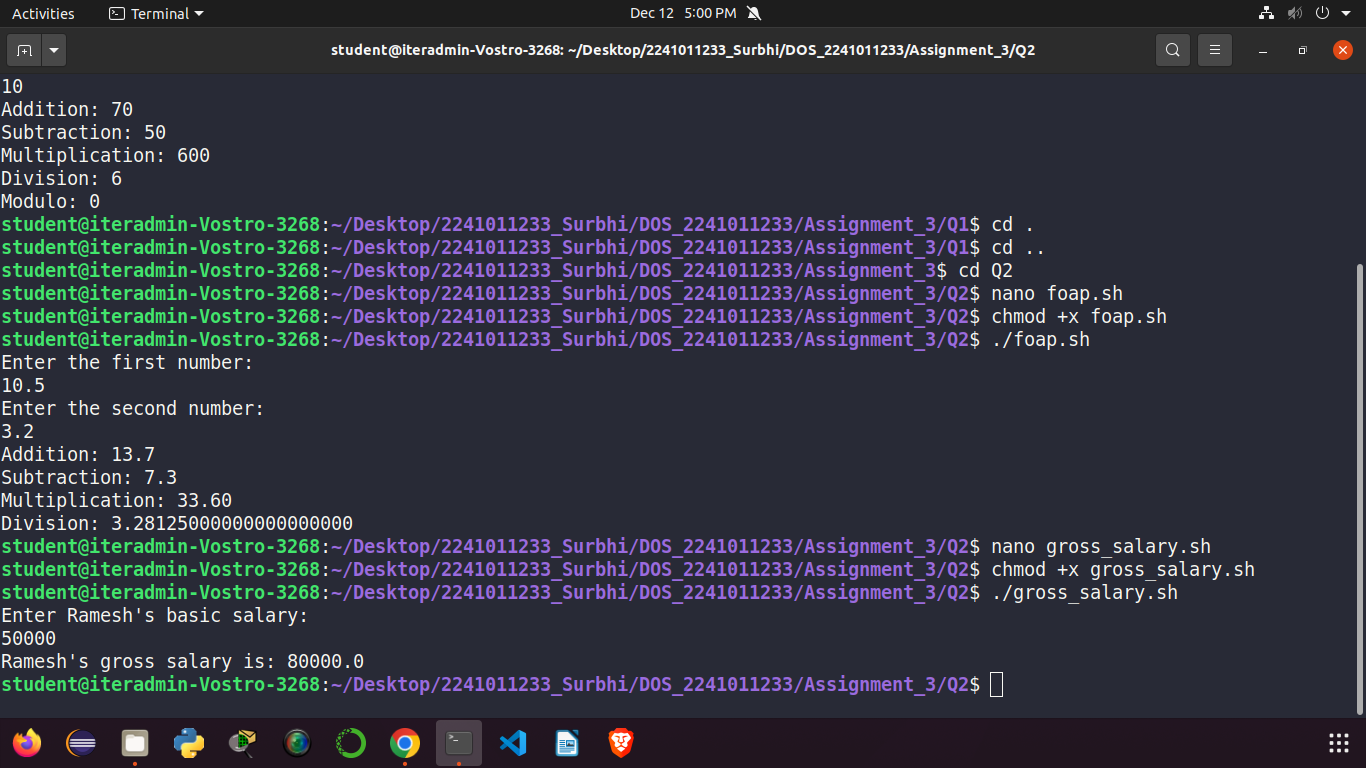 Activities Terminal Dec 12 5:00 PM
student@iteradmin-Vostro-3268: ~/Desktop/2241011233_Surbhi/DOS_2241011233/Assignment_3/Q2
10
Addition: 70
Subtraction: 50
Multiplication: 600
Division: 6
Modulo: 0
student@iteradmin-Vostro-3268:~/Desktop/2241011233_Surbhi/DOS_2241011233/Assignment_3/Q1$ cd .
student@iteradmin-Vostro-3268:~/Desktop/2241011233_Surbhi/DOS_2241011233/Assignment_3/Q1$ cd ..
student@iteradmin-Vostro-3268:~/Desktop/2241011233_Surbhi/DOS_2241011233/Assignment_3$ cd Q2
student@iteradmin-Vostro-3268:~/Desktop/2241011233_Surbhi/DOS_2241011233/Assignment_3/Q2$ nano foap.sh
student@iteradmin-Vostro-3268:~/Desktop/2241011233_Surbhi/DOS_2241011233/Assignment_3/Q2$ chmod +x foap.sh
student@iteradmin-Vostro-3268:~/Desktop/2241011233_Surbhi/DOS_2241011233/Assignment_3/Q2$ ./foap.sh
Enter the first number:
10.5
Enter the second number:
3.2
Addition: 13.7
Subtraction: 7.3
Multiplication: 33.60
Division: 3.28125000000000000000
student@iteradmin-Vostro-3268:~/Desktop/2241011233_Surbhi/DOS_2241011233/Assignment_3/Q2$ nano gross_salary.sh
student@iteradmin-Vostro-3268:~/Desktop/2241011233_Surbhi/DOS_2241011233/Assignment_3/Q2$ chmod +x gross_salary.sh
student@iteradmin-Vostro-3268:~/Desktop/2241011233_Surbhi/DOS_2241011233/Assignment_3/Q2$ ./gross_salary.sh
Enter Ramesh's basic salary:
50000
Ramesh's gross salary is: 80000.0
student@iteradmin-Vostro-3268:~/Desktop/2241011233_Surbhi/DOS_2241011233/Assignment_3/Q2$